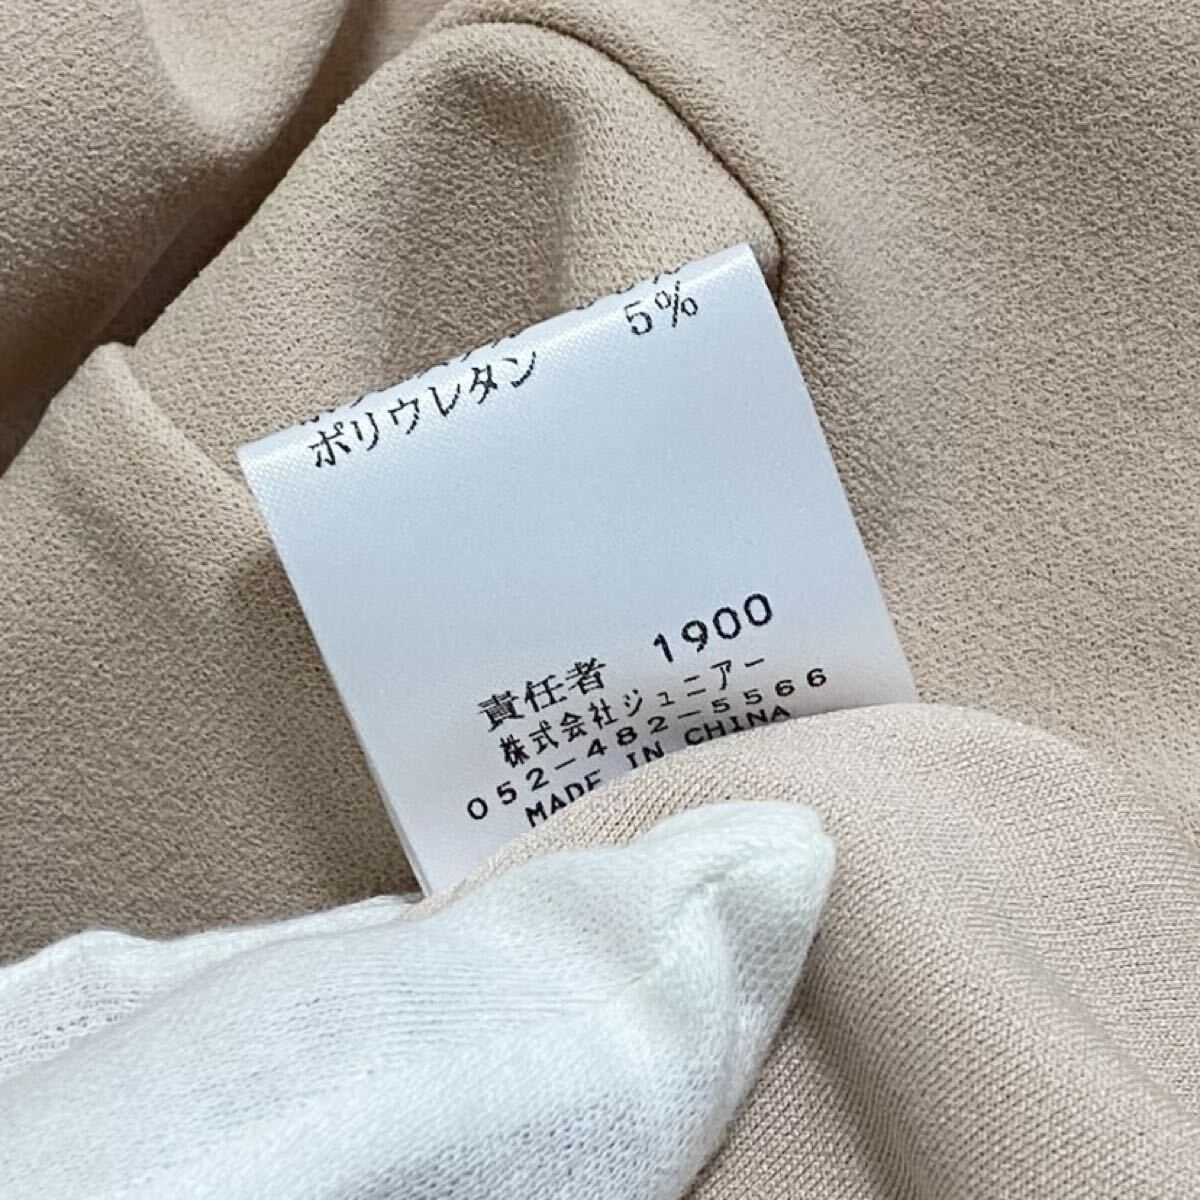 ポリウレタン 5%
責任者 1900
株式会社ジュニアー
052-482-5566
MADE IN CHINA